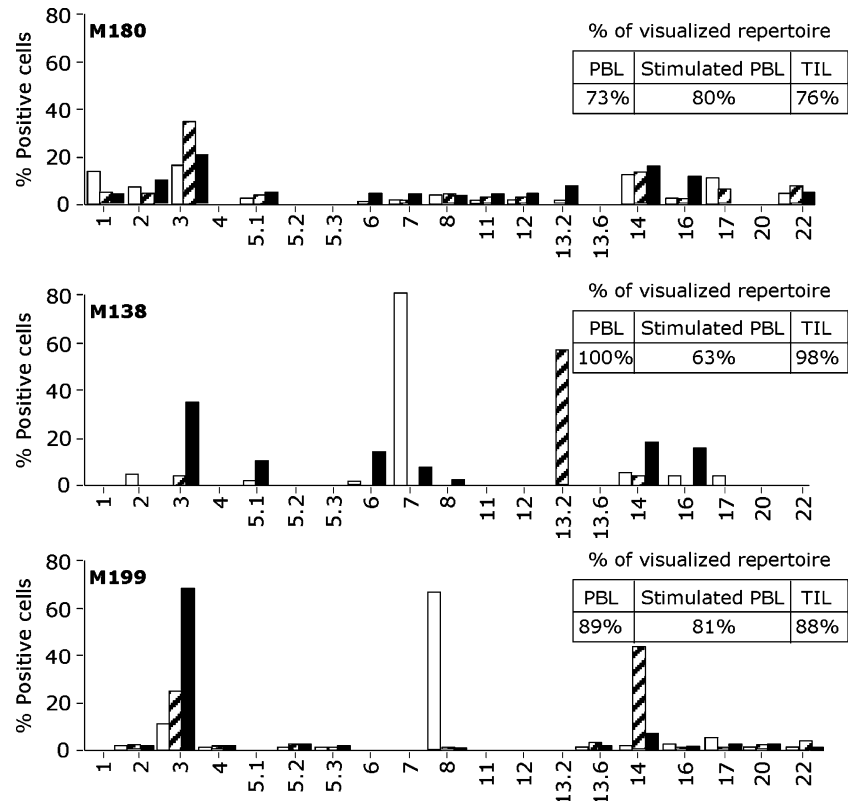 M180
% of visualized repertoire
PBL Stimulated PBL TIL
73% 80% 76%
% Positive cells
80
60
40
20
0
1 2 3 4 5.1 5.2 5.3 6 7 8 11 12 13.2 13.6 14 16 17 20 22
M138
% of visualized repertoire
PBL Stimulated PBL TIL
100% 63% 98%
% Positive cells
80
60
40
20
0
1 2 3 4 5.1 5.2 5.3 6 7 8 11 12 13.2 13.6 14 16 17 20 22
M199
% of visualized repertoire
PBL Stimulated PBL TIL
89% 81% 88%
% Positive cells
80
60
40
20
0
1 2 3 4 5.1 5.2 5.3 6 7 8 11 12 13.2 13.6 14 16 17 20 22